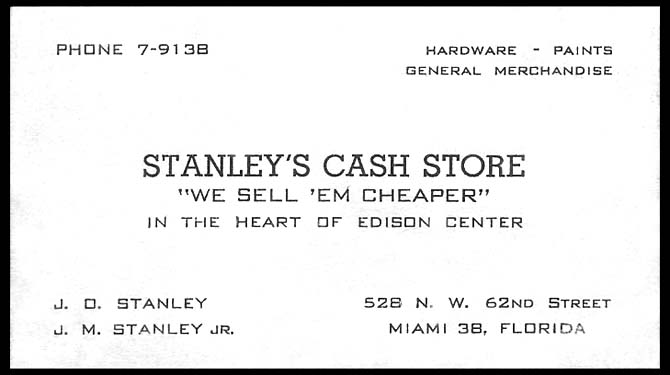 PHONE 7-9138
HARDWARE - PAINTS
GENERAL MERCHANDISE
STANLEY'S CASH STORE
"WE SELL 'EM CHEAPER"
IN THE HEART OF EDISON CENTER
J. O. STANLEY
J. M. STANLEY JR.
528 N. W. 62ND STREET
MIAMI 38, FLORIDA